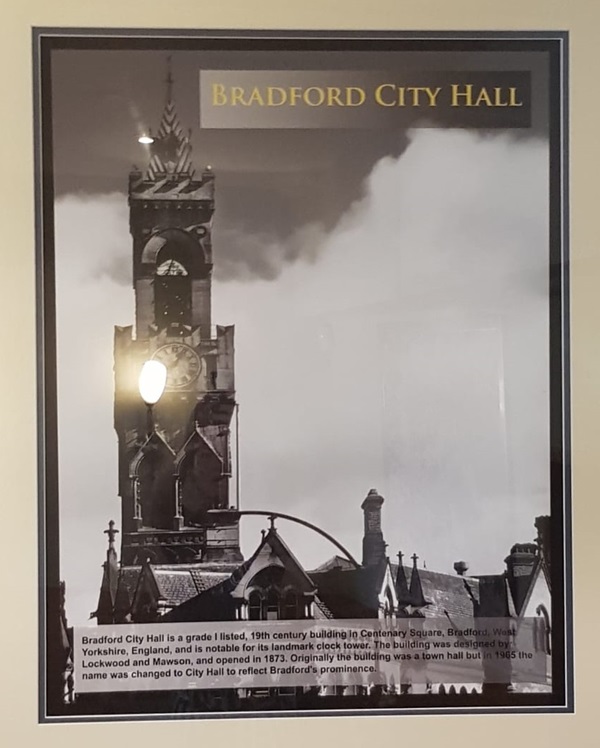 BRADFORD CITY HALL
Bradford City Hall is a grade I listed, 19th century building in Centenary Square, Bradford, West
Yorkshire, England, and is notable for its landmark clock tower. The building was designed by
Lockwood and Mawson, and opened in 1873. Originally the building was a town hall but in 1965 the
name was changed to City Hall to reflect Bradford's prominence.